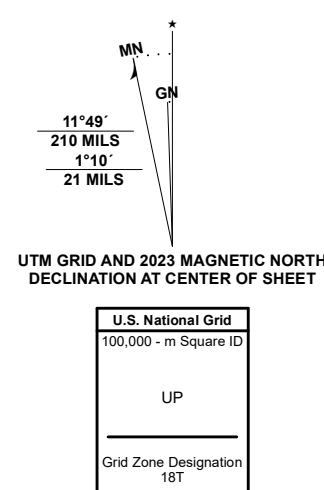 ★
MN
GN
11°49´
210 MILS
1°10´
21 MILS
UTM GRID AND 2023 MAGNETIC NORTH
DECLINATION AT CENTER OF SHEET
U.S. National Grid
100,000 - m Square ID
UP
Grid Zone Designation
18T